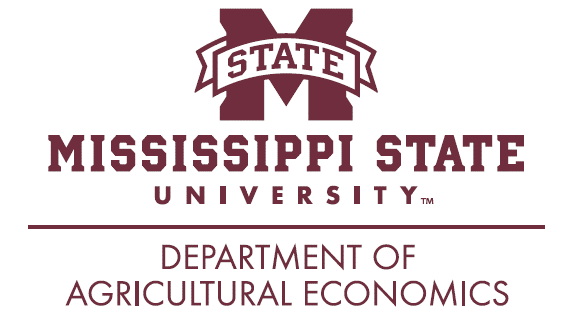 STATE
MISSISSIPPI STATE
UNIVERSITY™
DEPARTMENT OF
AGRICULTURAL ECONOMICS